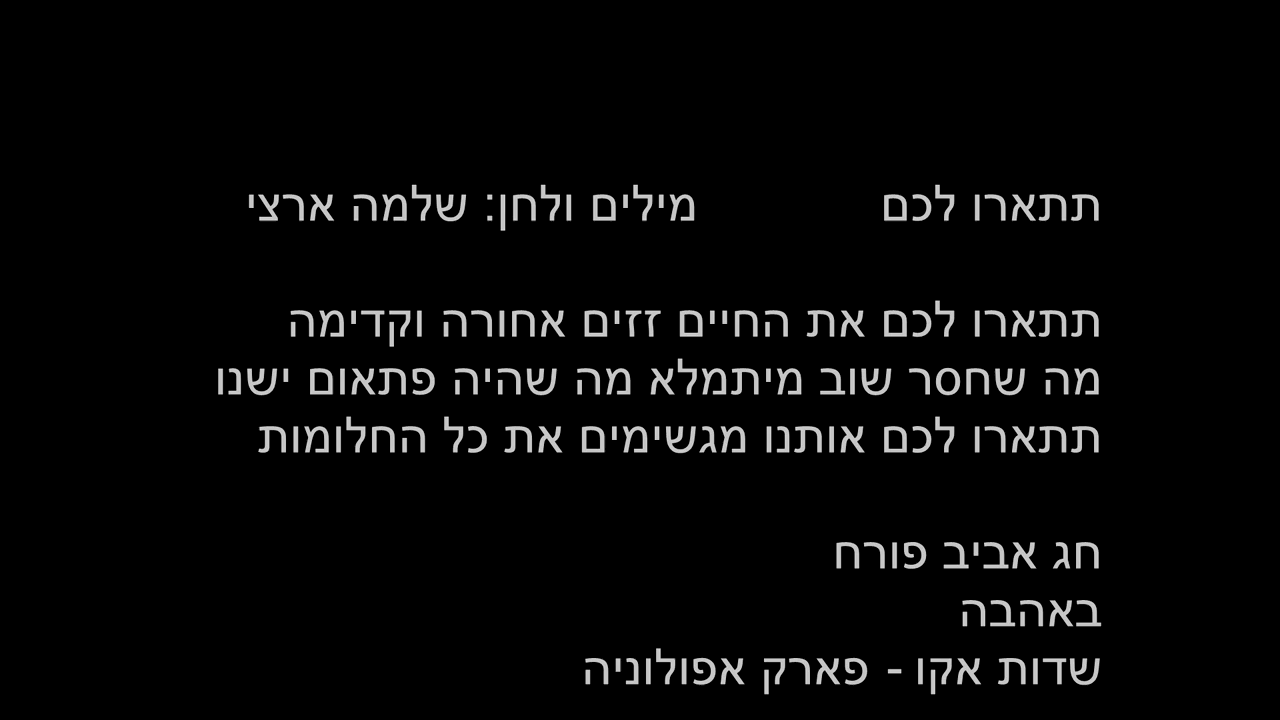 תתארו לכם מילים ולחן: שלמה ארצי
תתארו לכם את החיים זזים אחורה וקדימה
מה שחסר שוב מיתמלא מה שהיה פתאום ישנו
תתארו לכם אותנו מגשימים את כל החלומות
חג אביב פורח
באהבה
שדות אקו - פארק אפולוניה